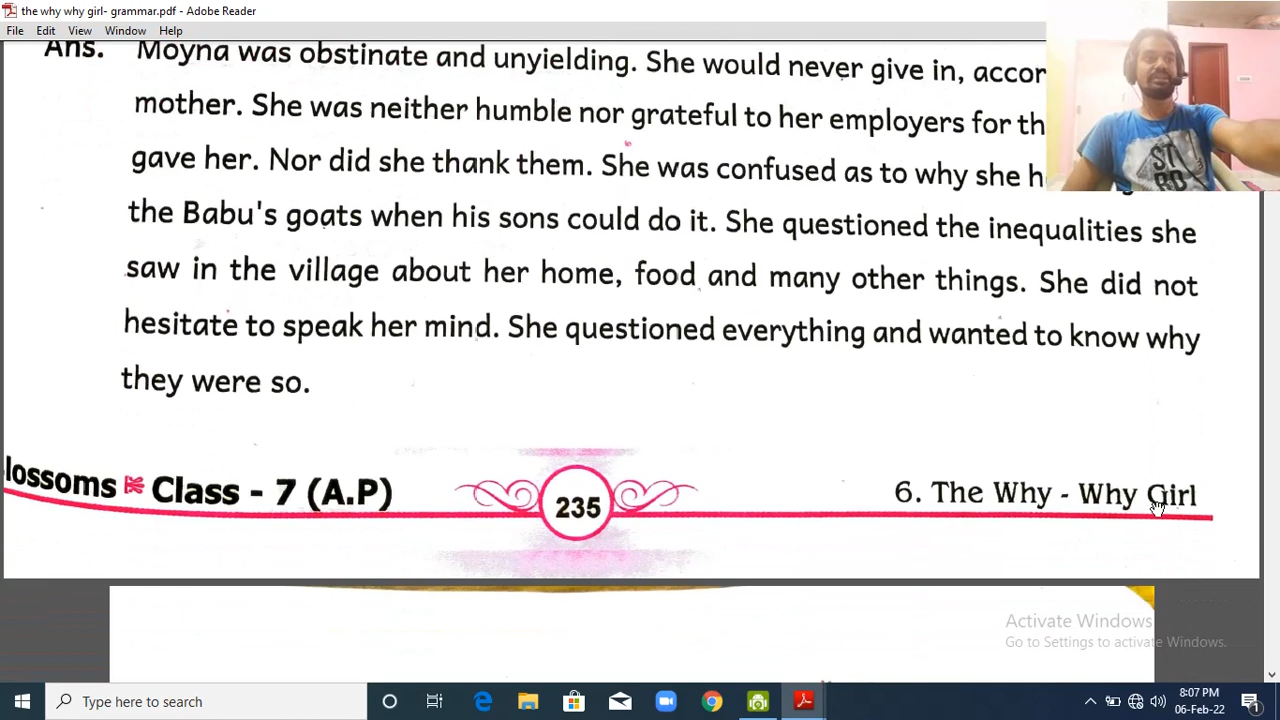 the why why girl- grammar.pdf - Adobe Reader
File Edit View Window Help
Ans. Moyna was obstinate and unyielding. She would never give in, accor
mother. She was neither humble nor grateful to her employers for th
gave her. Nor did she thank them. She was confused as to why she h
the Babu's goats when his sons could do it. She questioned the inequalities she
saw in the village about her home, food and many other things. She did not
hesitate to speak her mind. She questioned everything and wanted to know why
they were so.
lossoms Class - 7 (A.P) 235 6. The Why - Why Girl
Activate Windows
Go to Settings to activate Windows.
ST
RD
Type here to search
8:07 PM
06-Feb-22
1